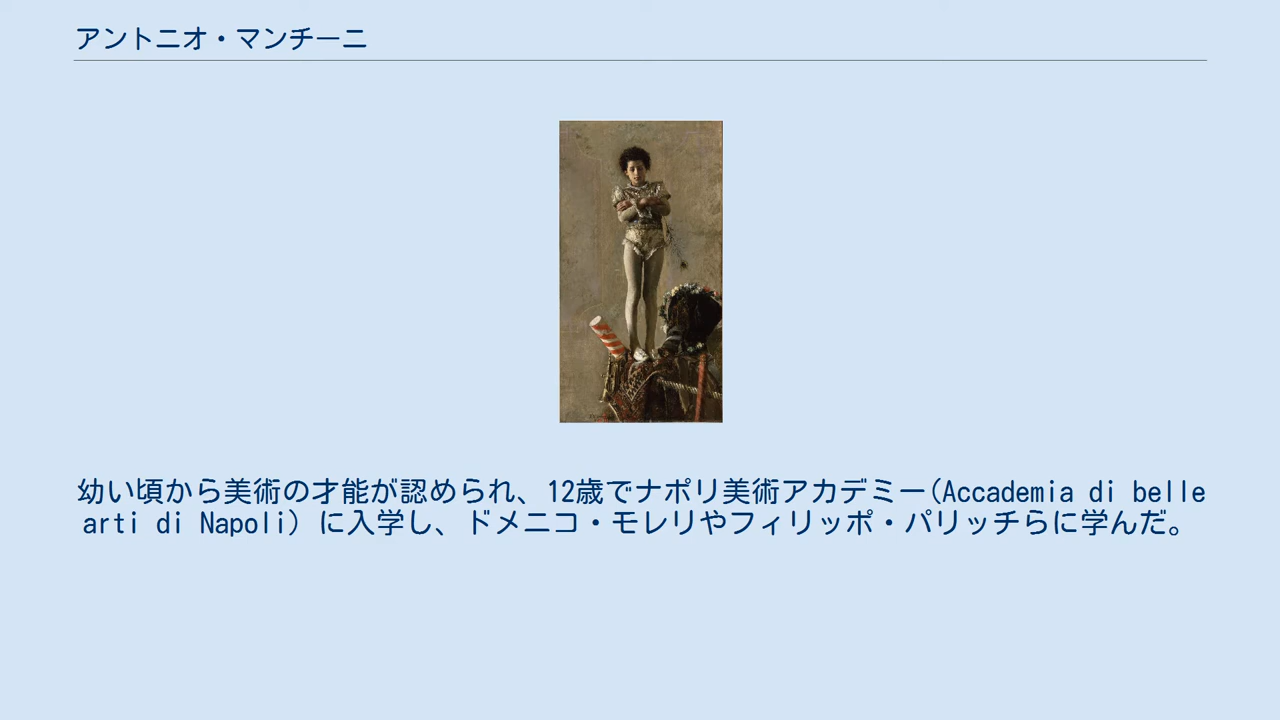 アントニオ・マンチーニ
幼い頃から美術の才能が認められ、12歳でナポリ美術アカデミー(Accademia di belle
arti di Napoli) に入学し、ドメニコ・モレリやフィリッポ・パリッチらに学んだ。